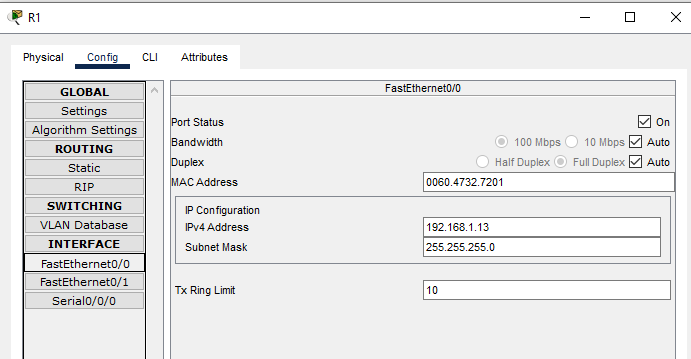 R1
Physical Config CLI Attributes
GLOBAL
Settings
Algorithm Settings
ROUTING
Static
RIP
SWITCHING
VLAN Database
INTERFACE
FastEthernet0/0
FastEthernet0/1
Serial0/0/0
FastEthernet0/0
Port Status On
Bandwidth 100 Mbps 10 Mbps Auto
Duplex Half Duplex Full Duplex Auto
MAC Address 0060.4732.7201
IP Configuration
IPv4 Address 192.168.1.13
Subnet Mask 255.255.255.0
Tx Ring Limit 10